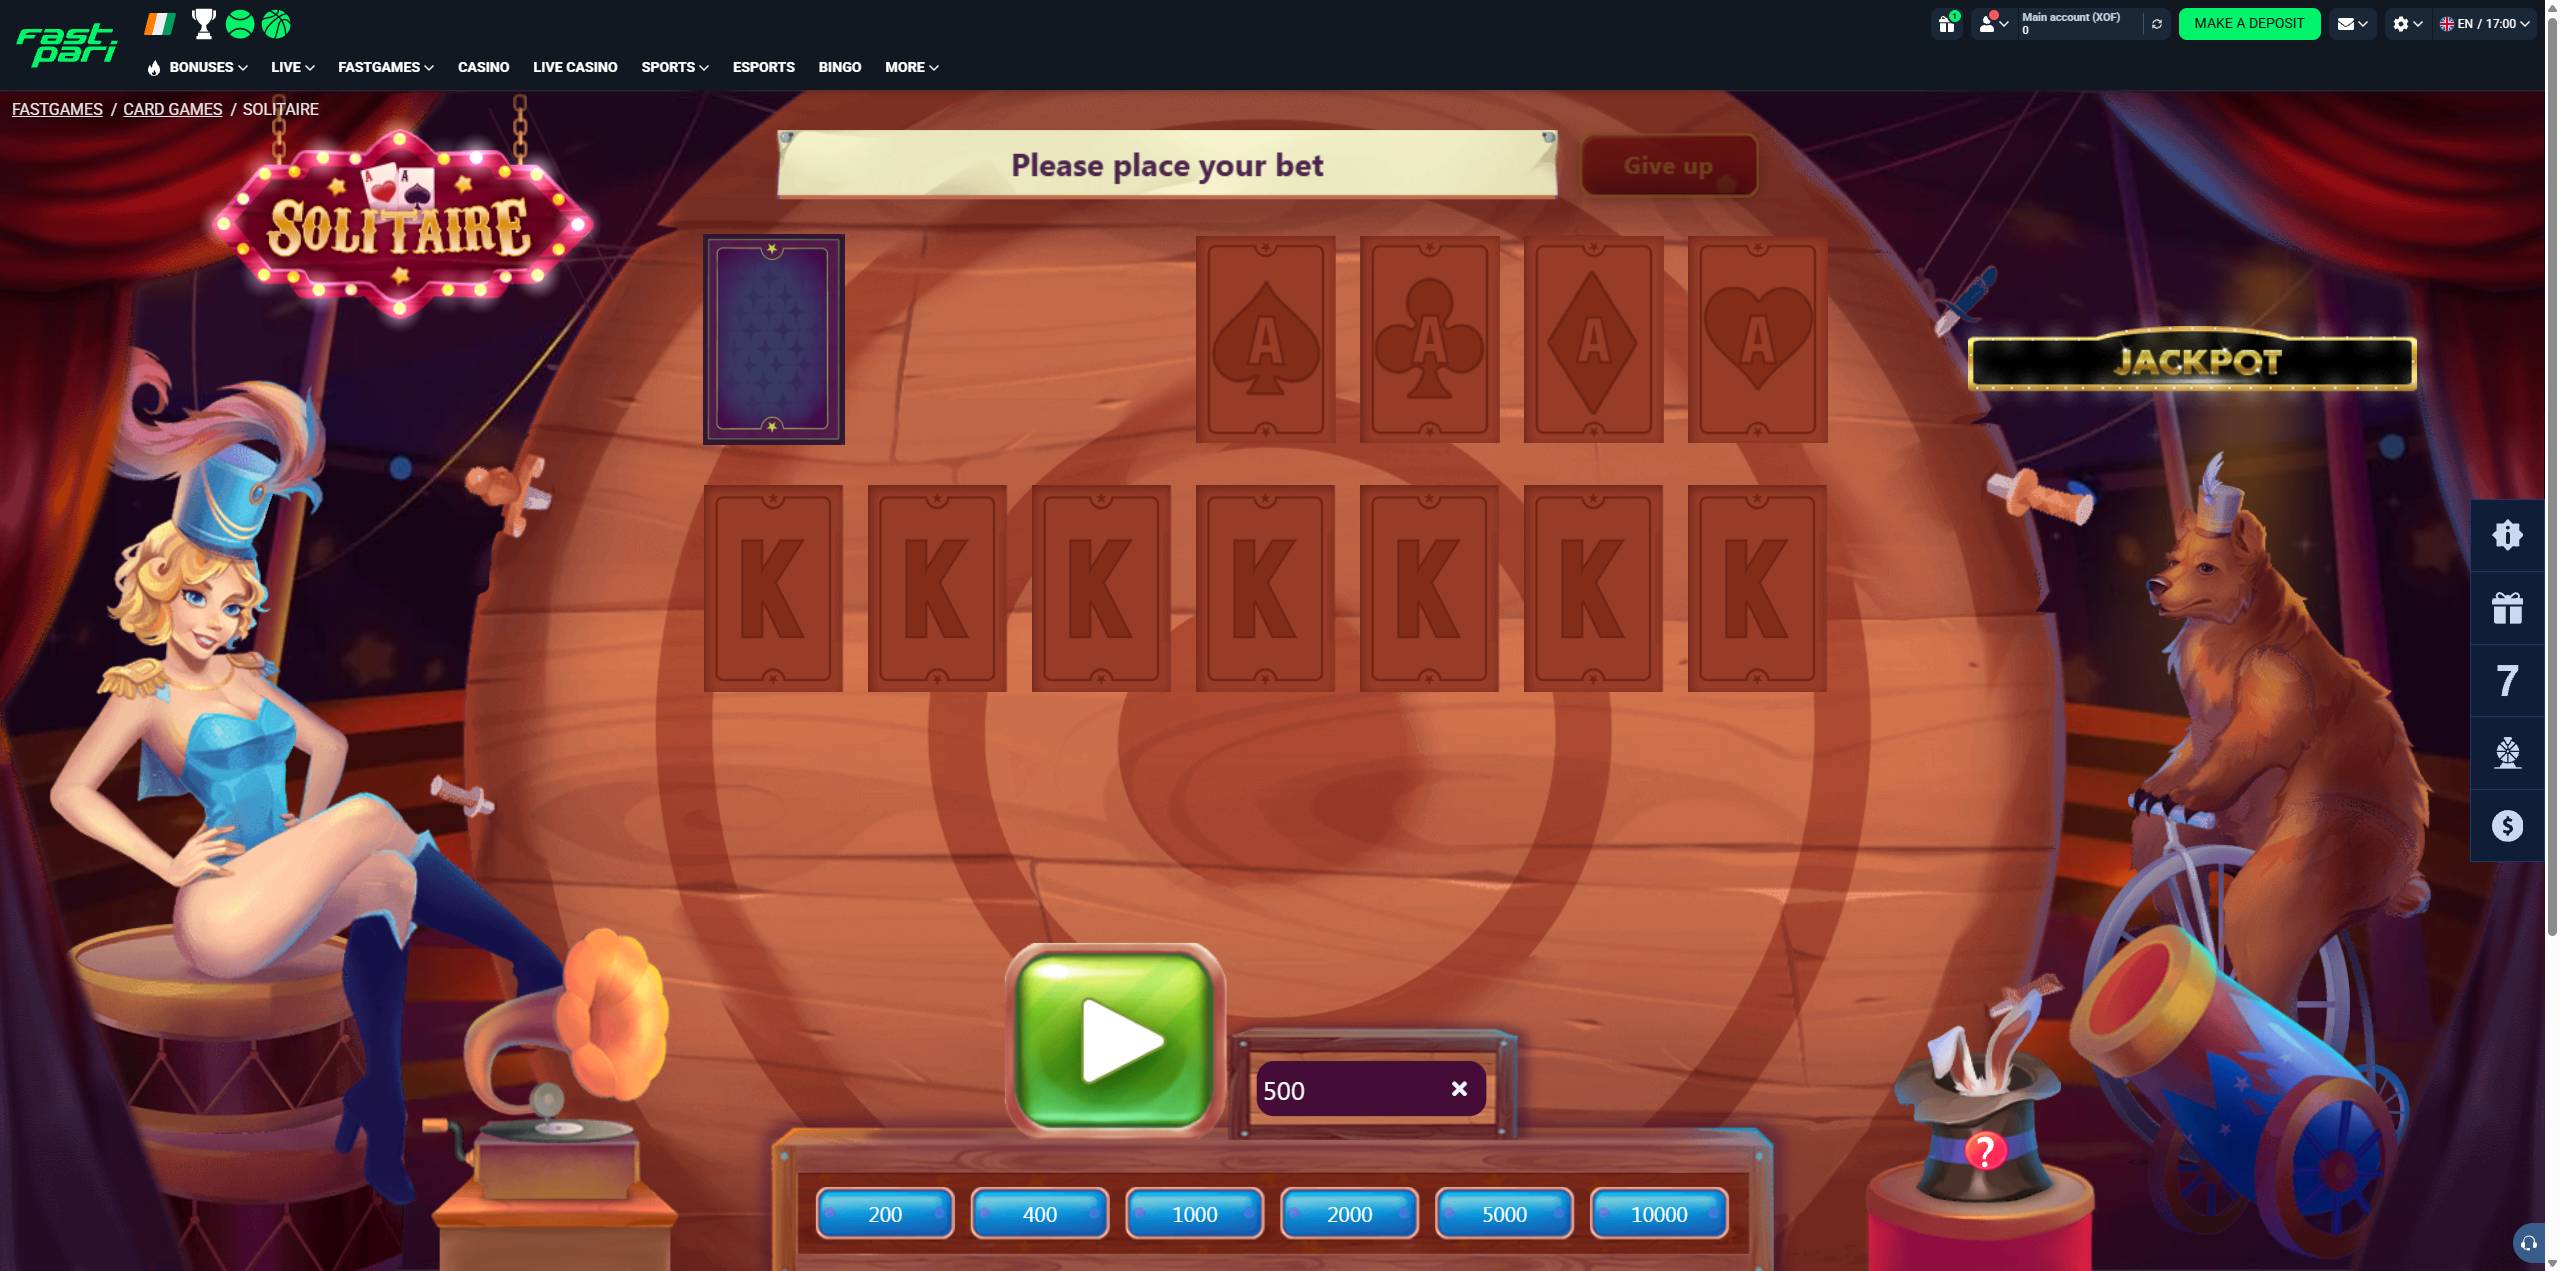 fast pari
1
Main account (XOF)
0
MAKE A DEPOSIT
EN / 17:00
BONUSES
LIVE
FASTGAMES
CASINO
LIVE CASINO
SPORTS
ESPORTS
BINGO
MORE
FASTGAMES / CARD GAMES / SOLITAIRE
A A
SOLITAIRE
Please place your bet
Give up
A
A
A
A
JACKPOT
K
K
K
K
K
K
K
7
500
?
200
400
1000
2000
5000
10000